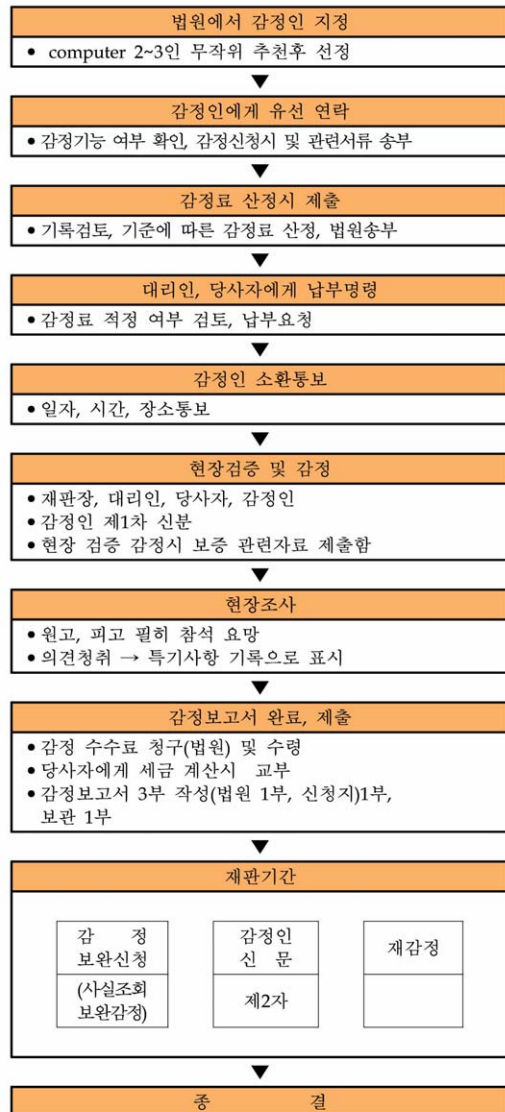 법원에서 감정인 지정
• computer 2~3인 무작위 추천후 선정
▼
감정인에게 유선 연락
• 감정기능 여부 확인, 감정신청시 및 관련서류 송부
▼
감정료 산정시 제출
• 기록검토, 기준에 따른 감정료 산정, 법원송부
▼
대리인, 당사자에게 납부명령
• 감정료 적정 여부 검토, 납부요청
▼
감정인 소환통보
• 일자, 시간, 장소통보
▼
현장검증 및 감정
• 재판장, 대리인, 당사자, 감정인
• 감정인 제1차 신분
• 현장 검증 감정시 보증 관련자료 제출함
▼
현장조사
• 원고, 피고 필히 참석 요망
• 의견청취 → 특기사항 기록으로 표시
▼
감정보고서 완료, 제출
• 감정 수수료 청구(법원) 및 수령
• 당사자에게 세금 계산시 교부
• 감정보고서 3부 작성(법원 1부, 신청지)1부,
보관 1부
▼
재판기간
감 정
보완신청
(사실조회
보완감정)
감정인
신 문
제2자
재감정
▼
종 결